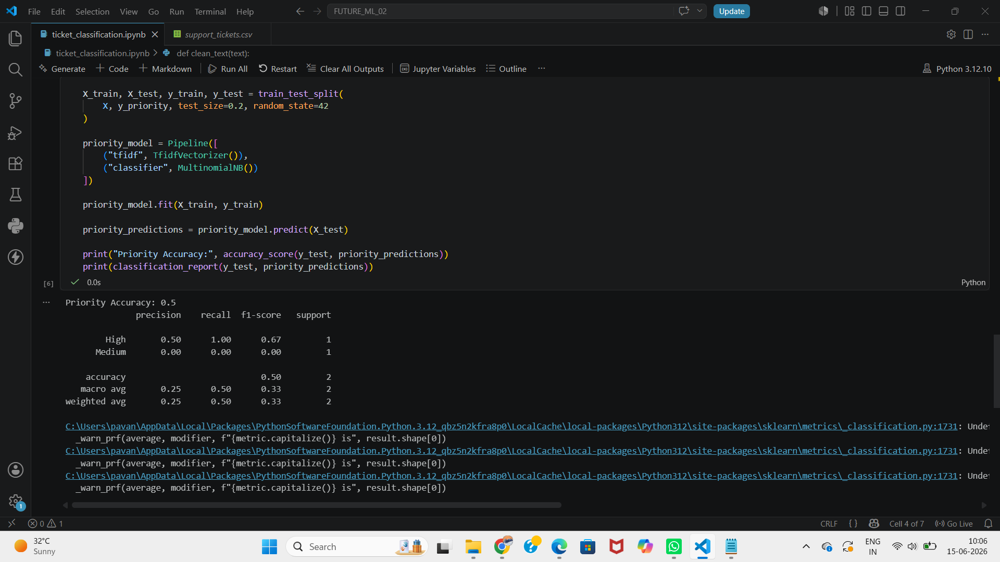 File Edit Selection View Go Run Terminal Help
FUTURE_ML_02
Update
ticket_classification.ipynb
support_tickets.csv
ticket_classification.ipynb > def clean_text(text):
Generate + Code + Markdown Run All Restart Clear All Outputs Jupyter Variables Outline ...
Python 3.12.10
X_train, X_test, y_train, y_test = train_test_split(
X, y_priority, test_size=0.2, random_state=42
)
priority_model = Pipeline([
("tfidf", TfidfVectorizer()),
("classifier", MultinomialNB())
])
priority_model.fit(X_train, y_train)
priority_predictions = priority_model.predict(X_test)
print("Priority Accuracy:", accuracy_score(y_test, priority_predictions))
print(classification_report(y_test, priority_predictions))
[6] 0.0s
Python
... Priority Accuracy: 0.5
precision recall f1-score support
High 0.50 1.00 0.67 1
Medium 0.00 0.00 0.00 1
accuracy 0.50 2
macro avg 0.25 0.50 0.33 2
weighted avg 0.25 0.50 0.33 2
C:\Users\pavan\AppData\Local\Packages\PythonSoftwareFoundation.Python.3.12_qbz5n2kfra8p0\LocalCache\local-packages\Python312\site-packages\sklearn\metrics\_classification.py:1731: Undef
_warn_prf(average, modifier, f"{metric.capitalize()} is", result.shape[0])
C:\Users\pavan\AppData\Local\Packages\PythonSoftwareFoundation.Python.3.12_qbz5n2kfra8p0\LocalCache\local-packages\Python312\site-packages\sklearn\metrics\_classification.py:1731: Undef
_warn_prf(average, modifier, f"{metric.capitalize()} is", result.shape[0])
C:\Users\pavan\AppData\Local\Packages\PythonSoftwareFoundation.Python.3.12_qbz5n2kfra8p0\LocalCache\local-packages\Python312\site-packages\sklearn\metrics\_classification.py:1731: Undef
_warn_prf(average, modifier, f"{metric.capitalize()} is", result.shape[0])
1
0 1
CRLF { } Cell 4 of 7 Go Live
32°C
Sunny
Search
ENG
IN
10:06
15-06-2026